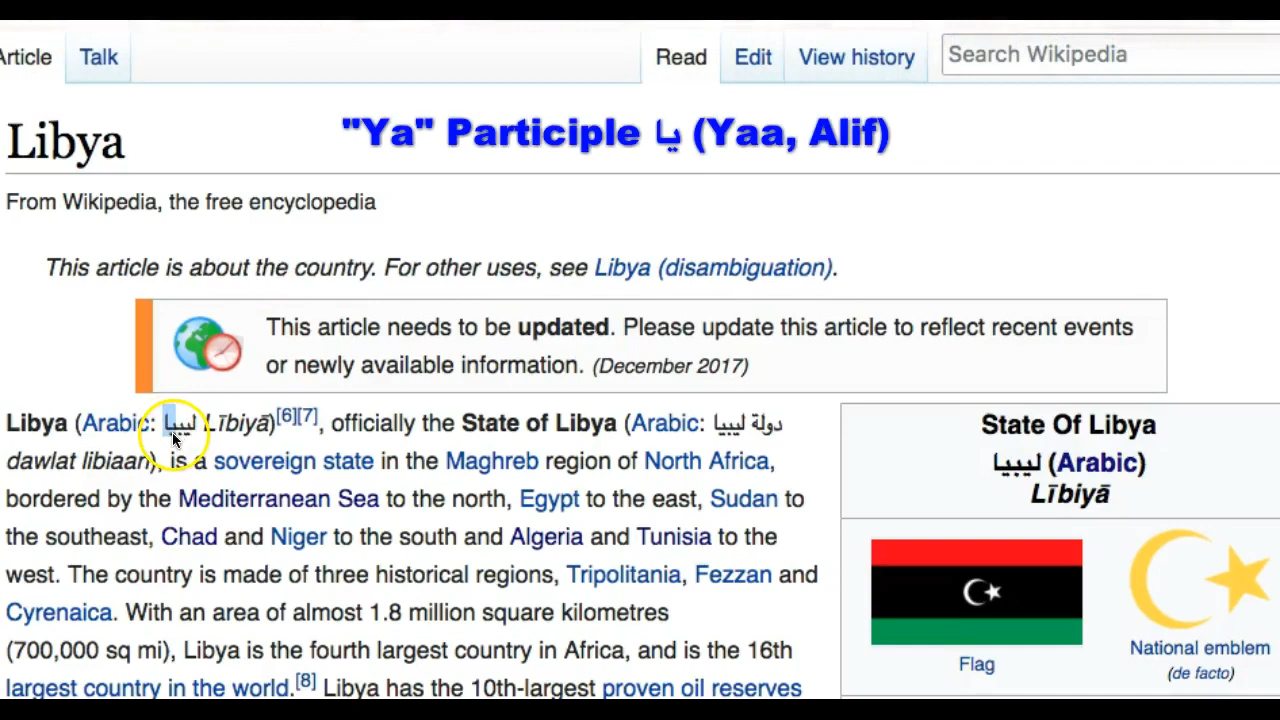 Article Talk Read Edit View history Search Wikipedia
Libya
"Ya" Participle يا (Yaa, Alif)
From Wikipedia, the free encyclopedia
This article is about the country. For other uses, see Libya (disambiguation).
This article needs to be updated. Please update this article to reflect recent events
or newly available information. (December 2017)
Libya (Arabic: ليبيا Lībiyā)[6][7], officially the State of Libya (Arabic: دولة ليبيا
dawlat libiaan), is a sovereign state in the Maghreb region of North Africa,
bordered by the Mediterranean Sea to the north, Egypt to the east, Sudan to
the southeast, Chad and Niger to the south and Algeria and Tunisia to the
west. The country is made of three historical regions, Tripolitania, Fezzan and
Cyrenaica. With an area of almost 1.8 million square kilometres
(700,000 sq mi), Libya is the fourth largest country in Africa, and is the 16th
largest country in the world.[8] Libya has the 10th-largest proven oil reserves
State Of Libya
ليبيا (Arabic)
Lībiyā
Flag
National emblem
(de facto)